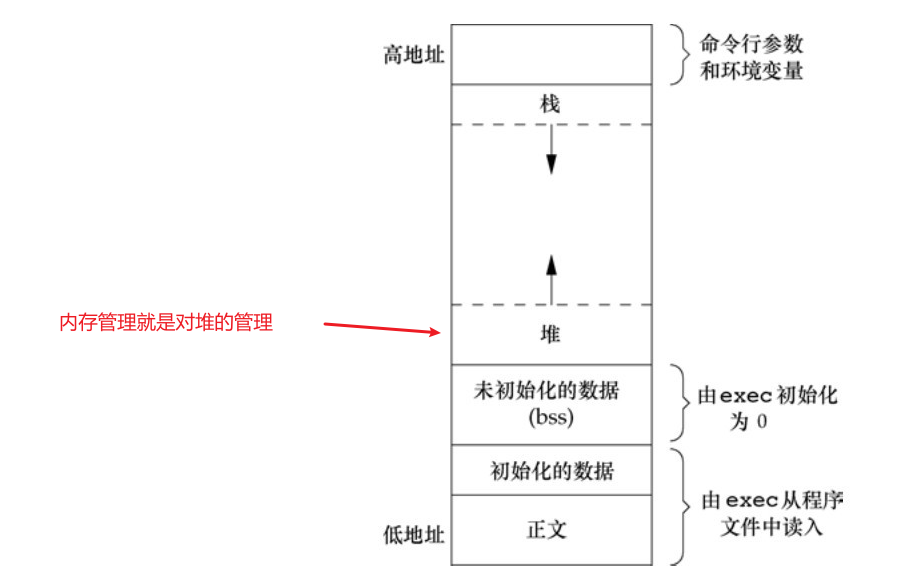 高地址
命令行参数
和环境变量
栈
内存管理就是对堆的管理
堆
未初始化的数据
(bss)
由exec初始化
为 0
初始化的数据
由exec从程序
文件中读入
低地址
正文